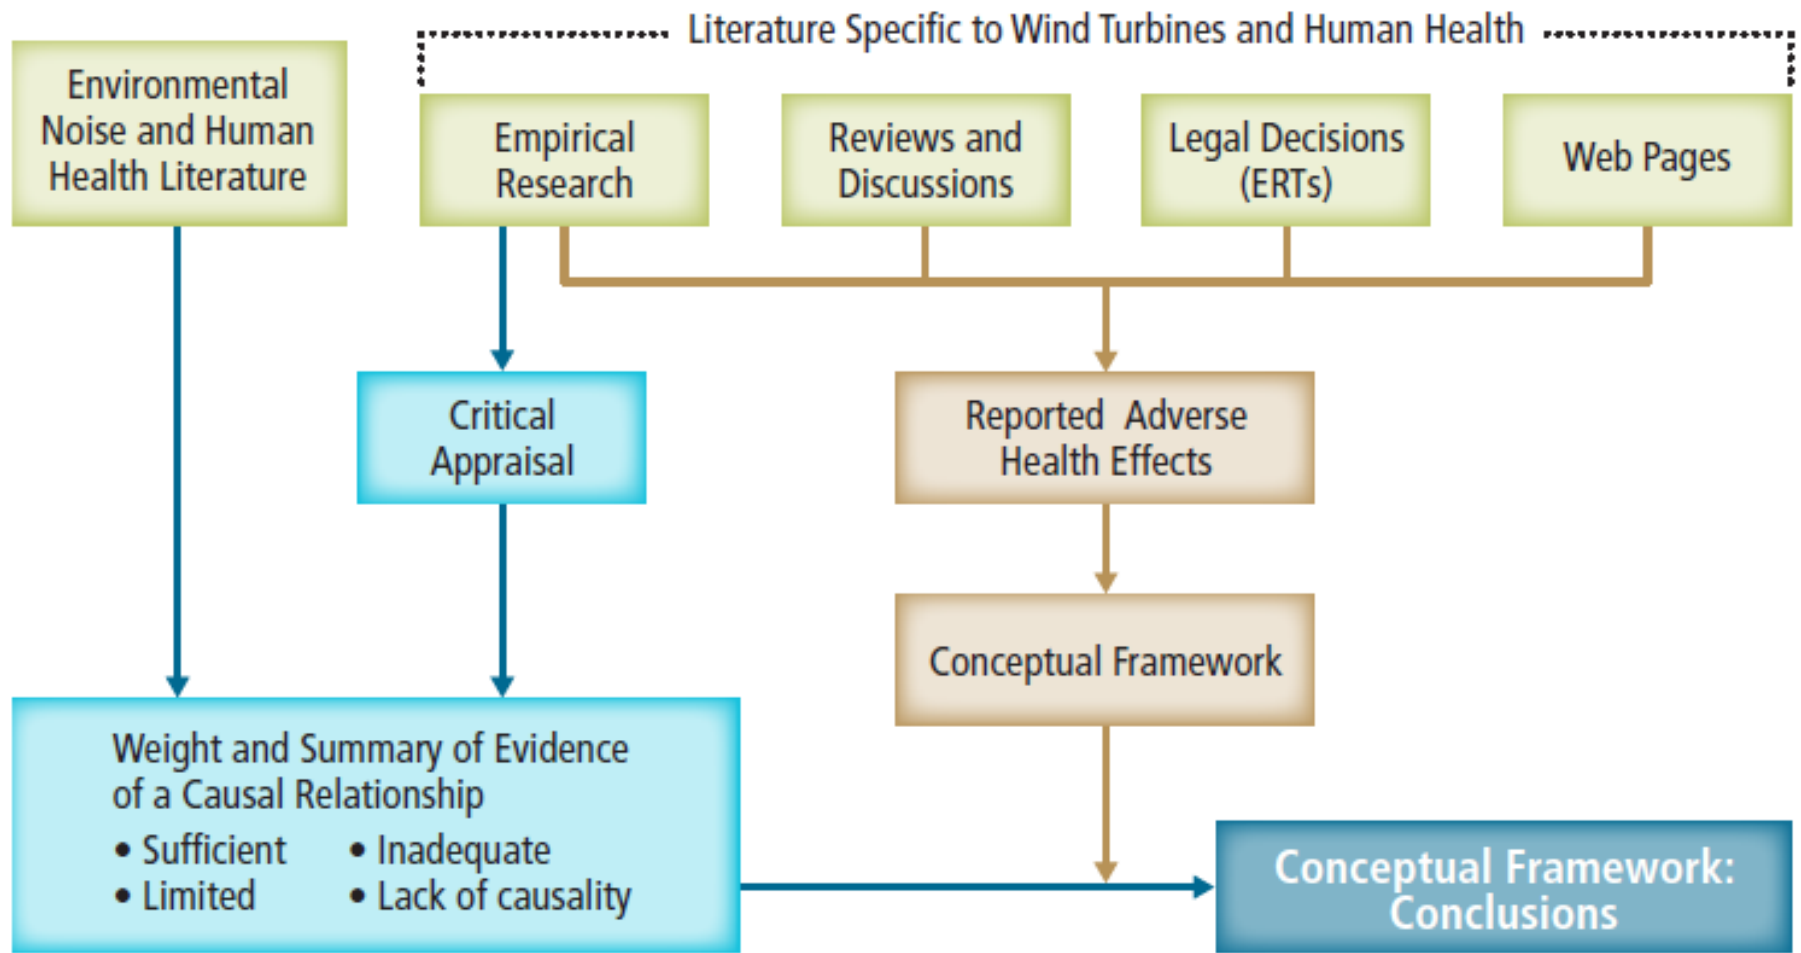 Literature Specific to Wind Turbines and Human Health
Environmental
Noise and Human
Health Literature
Empirical
Research
Reviews and
Discussions
Legal Decisions
(ERTs)
Web Pages
Critical
Appraisal
Reported Adverse
Health Effects
Conceptual Framework
Weight and Summary of Evidence
of a Causal Relationship
• Sufficient • Inadequate
• Limited • Lack of causality
Conceptual Framework:
Conclusions